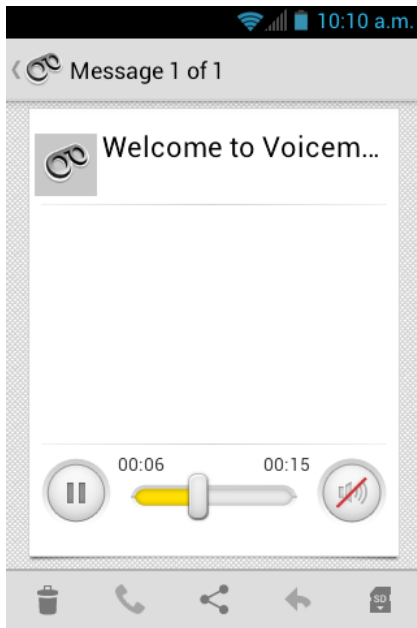 10:10 a.m.
Message 1 of 1
Welcome to Voicem...
00:06 00:15
SD